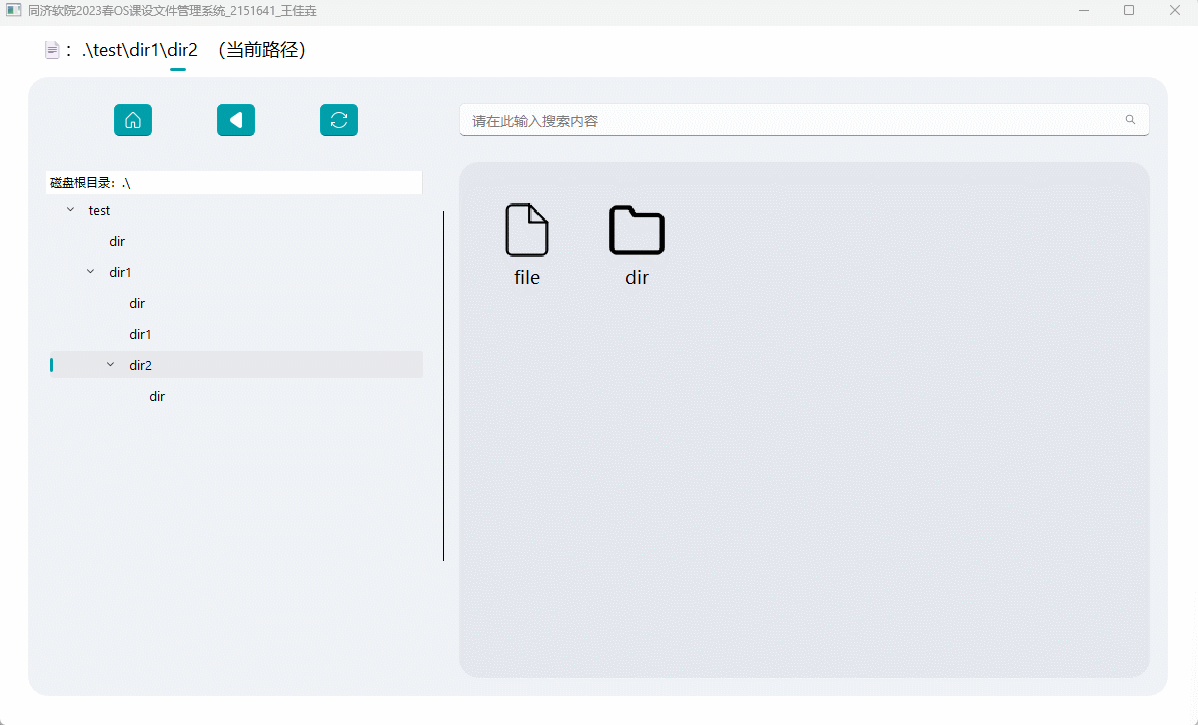 同济软院2023春OS课设文件管理系统_2151641_王佳垚
：.\test\dir1\dir2 （当前路径）
请在此输入搜索内容
磁盘根目录：.\
test
dir
dir1
dir
dir1
dir2
dir
file
dir